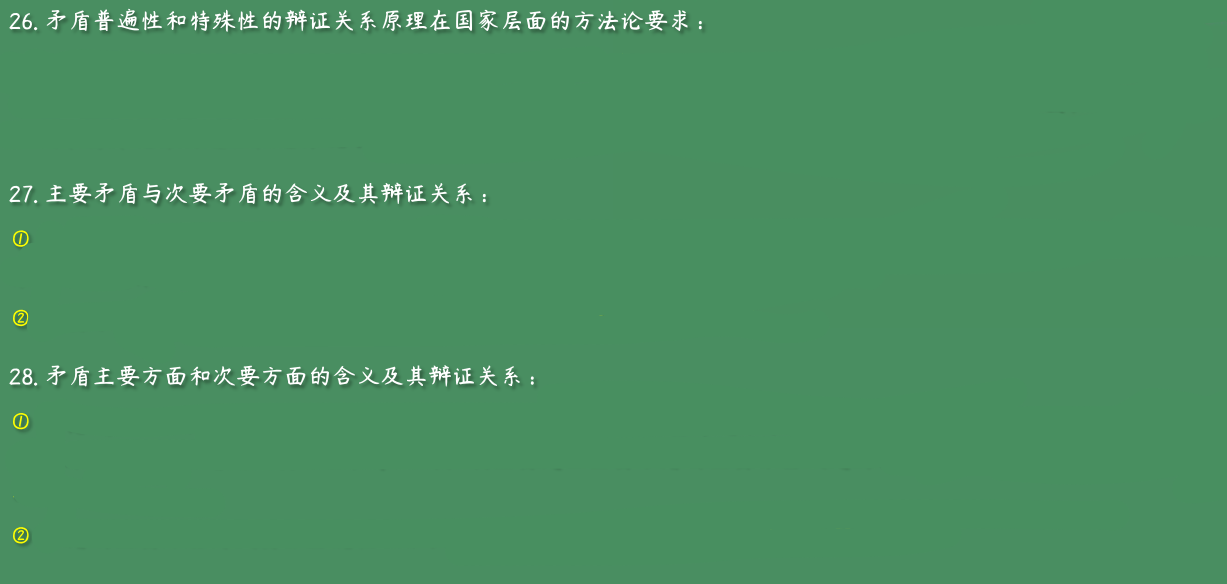 26. 矛盾普遍性和特殊性的辩证关系原理在国家层面的方法论要求：
27. 主要矛盾与次要矛盾的含义及其辩证关系：
①
②
28. 矛盾主要方面和次要方面的含义及其辩证关系：
①
②